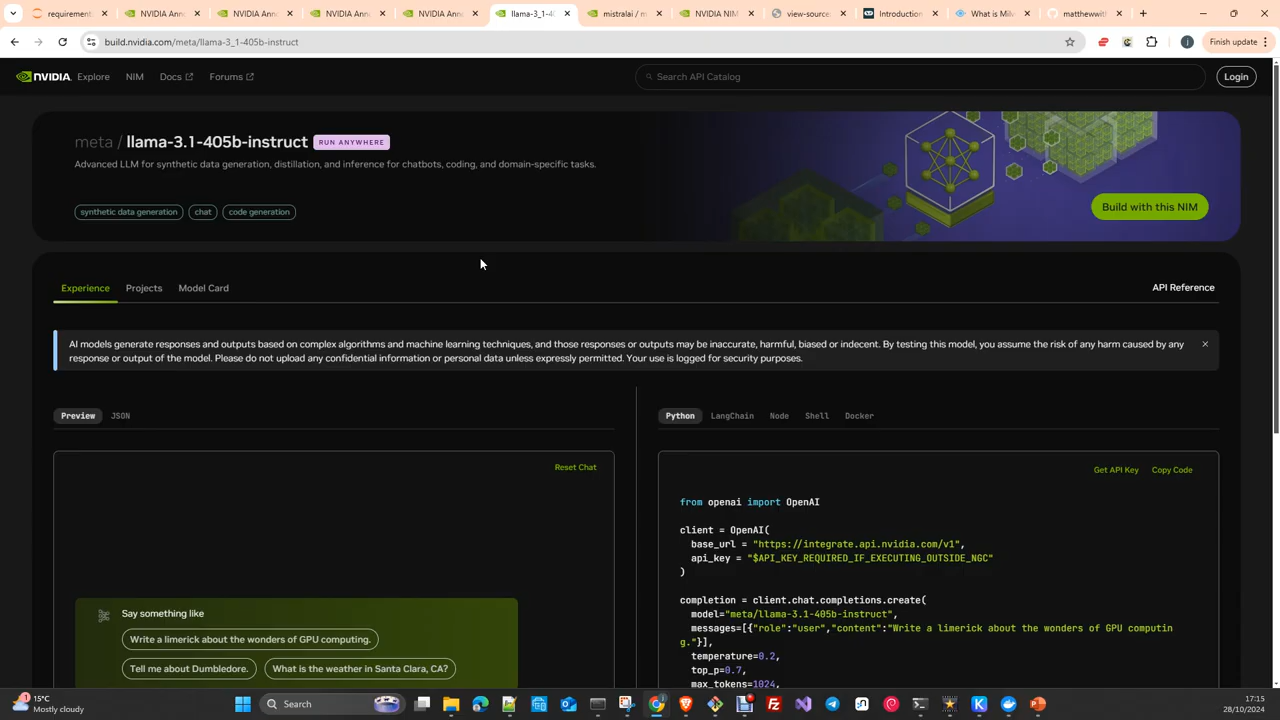 requirement
NVIDIA Ann
NVIDIA Ann
NVIDIA Ann
NVIDIA Ann
llama-3_1-40
mistralai / m
NVIDIA NIM
view-source
Introduction
What is Milv
matthewwith
build.nvidia.com/meta/llama-3_1-405b-instruct
Finish update
NVIDIA.
Explore
NIM
Docs
Forums
Search API Catalog
Login
meta / llama-3.1-405b-instruct
RUN ANYWHERE
Advanced LLM for synthetic data generation, distillation, and inference for chatbots, coding, and domain-specific tasks.
synthetic data generation
chat
code generation
Build with this NIM
Experience
Projects
Model Card
API Reference
AI models generate responses and outputs based on complex algorithms and machine learning techniques, and those responses or outputs may be inaccurate, harmful, biased or indecent. By testing this model, you assume the risk of any harm caused by any
response or output of the model. Please do not upload any confidential information or personal data unless expressly permitted. Your use is logged for security purposes.
Preview
JSON
Python
LangChain
Node
Shell
Docker
Reset Chat
Get API Key
Copy Code
from openai import OpenAI
client = OpenAI(
base_url = "https://integrate.api.nvidia.com/v1",
api_key = "$API_KEY_REQUIRED_IF_EXECUTING_OUTSIDE_NGC"
)
completion = client.chat.completions.create(
model="meta/llama-3.1-405b-instruct",
messages=[{"role":"user","content":"Write a limerick about the wonders of GPU computin
g."}],
temperature=0.2,
top_p=0.7,
max_tokens=1024,
Say something like
Write a limerick about the wonders of GPU computing.
Tell me about Dumbledore.
What is the weather in Santa Clara, CA?
1
15°C
Mostly cloudy
Search
17:15
28/10/2024